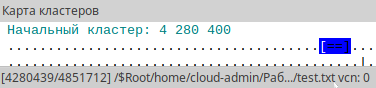 Карта кластеров
Начальный кластер: 4 280 400
[==]
[4280439/4851712] /$Root/home/cloud-admin/Раб.../test.txt vcn: 0